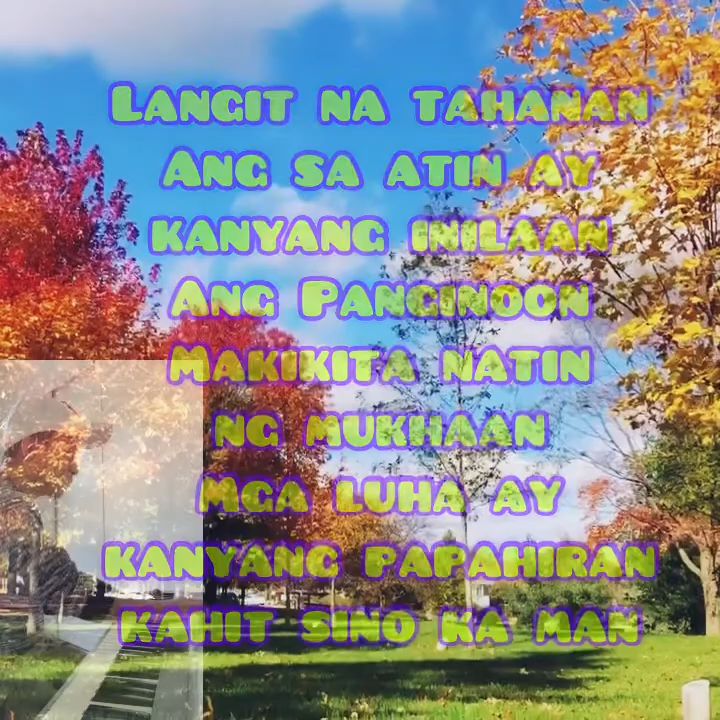 Langit na tahanan
Ang sa atin ay
kanyang inilaan
Ang Panginoon
Makikita natin
ng mukhaan
Mga luha ay
kanyang papahiran
kahit sino ka man